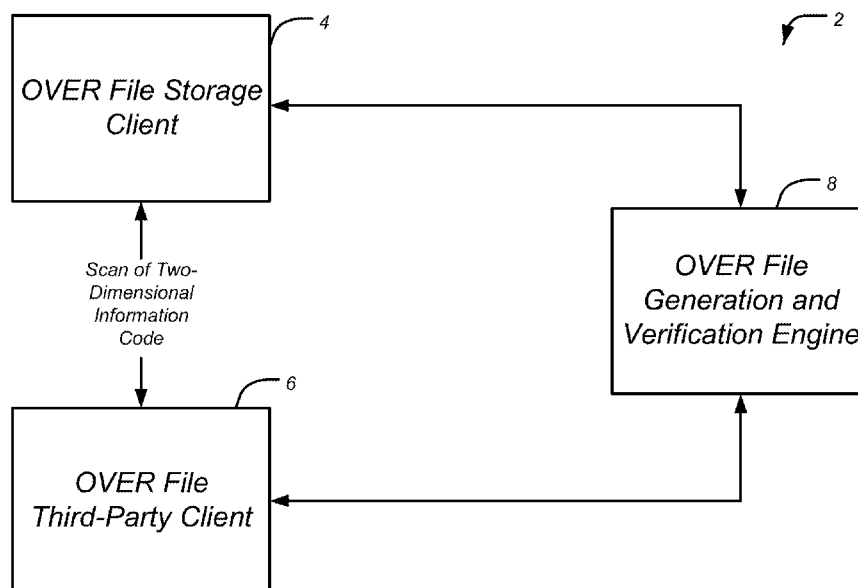 4
2
OVER File Storage
Client
8
OVER File
Generation and
Verification Engine
Scan of Two-
Dimensional
Information
Code
6
OVER File
Third-Party Client